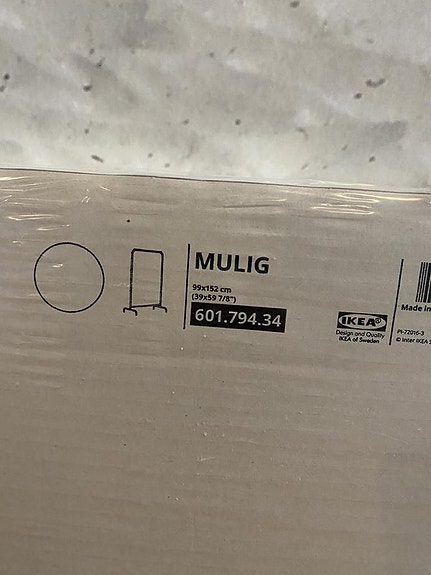 MULIG
99x152 cm
(39x59 7/8")
601.794.34
IKEA®
Design and Quality
IKEA of Sweden
Made in
PI-72016-3
© Inter IKEA S